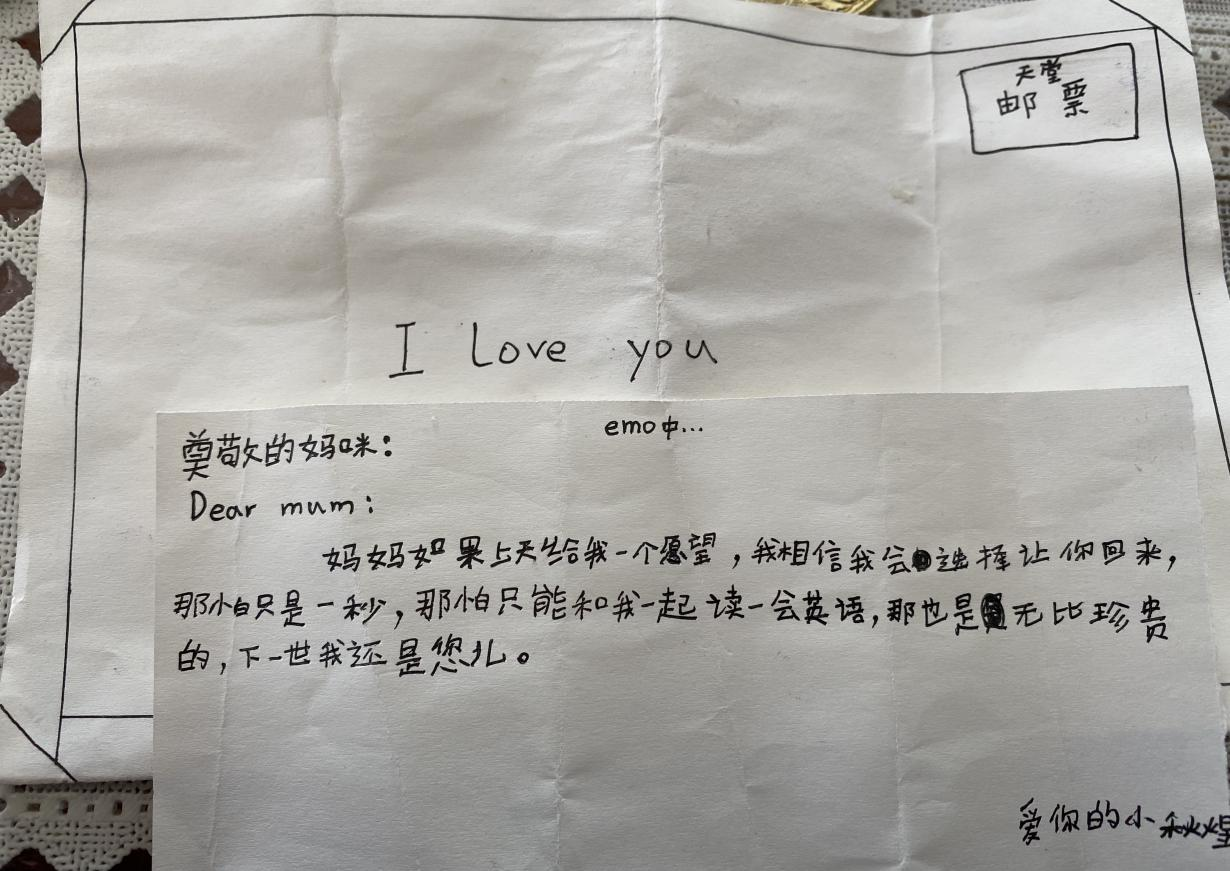 天堂
邮票
I Love you
emo中...
尊敬的妈咪:
Dear mum:
妈妈如果上天给我一个愿望,我相信我会选择让你回来,
那怕只是一秒,那怕只能和我一起读一会英语,那也是无比珍贵
的,下一世我还是您儿。
爱你的小秋煌